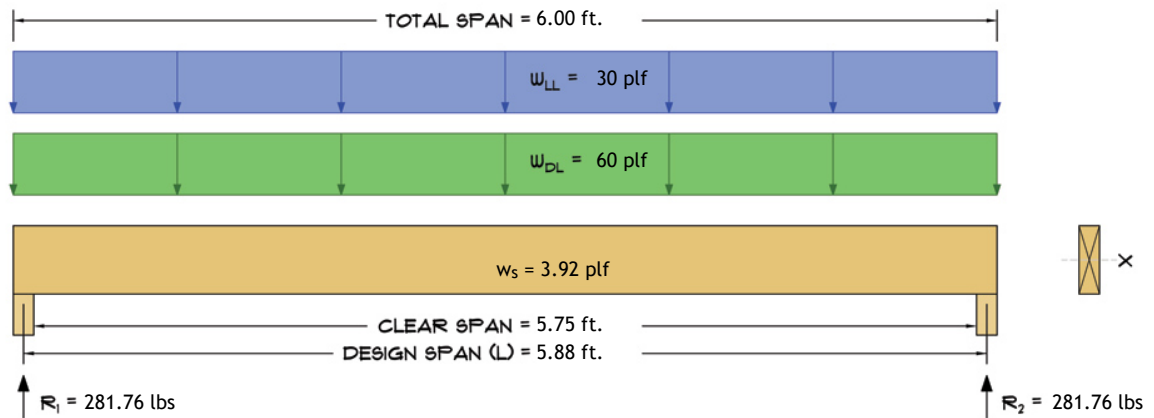 TOTAL SPAN = 6.00 ft.
WLL = 30 plf
WDL = 60 plf
ws = 3.92 plf
X
CLEAR SPAN = 5.75 ft.
DESIGN SPAN (L) = 5.88 ft.
R1 = 281.76 lbs
R2 = 281.76 lbs